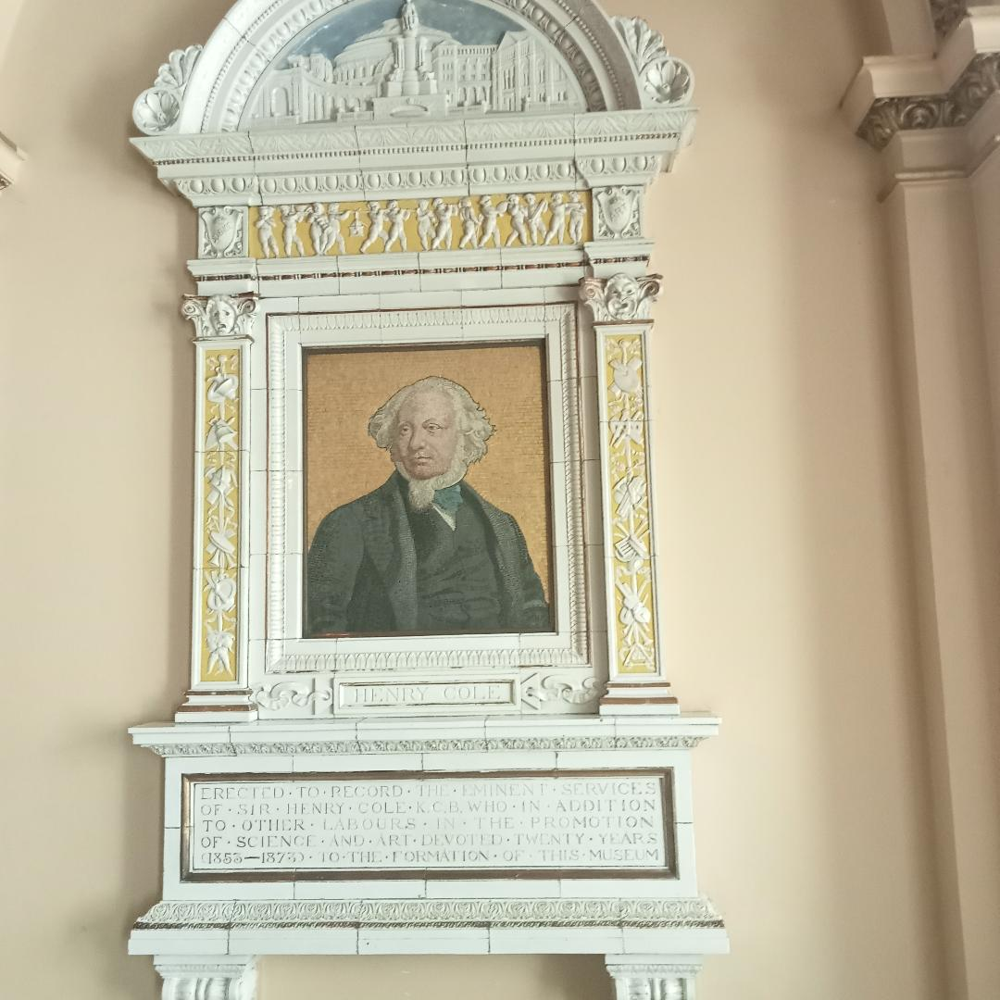 HENRY COLE
ERECTED · TO · RECORD · THE · EMINENT · SERVICES
OF · SIR · HENRY · COLE · K.C.B. WHO · IN · ADDITION
TO · OTHER · LABOURS · IN · THE · PROMOTION
OF · SCIENCE · AND · ART · DEVOTED · TWENTY · YEARS
(1853—1873) · TO · THE · FORMATION · OF · THIS · MUSEUM